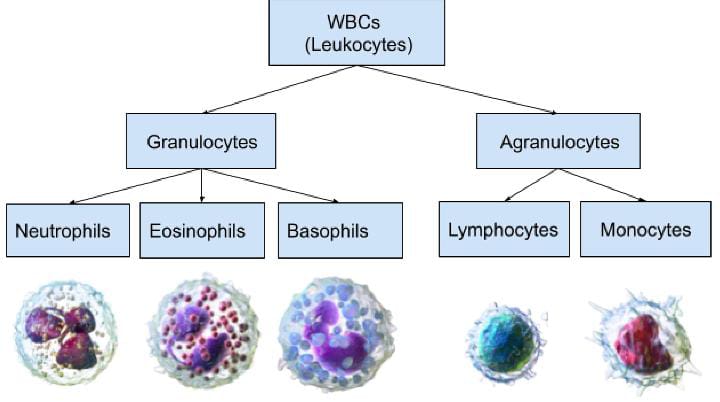 WBCs
(Leukocytes)
Granulocytes
Agranulocytes
Neutrophils
Eosinophils
Basophils
Lymphocytes
Monocytes